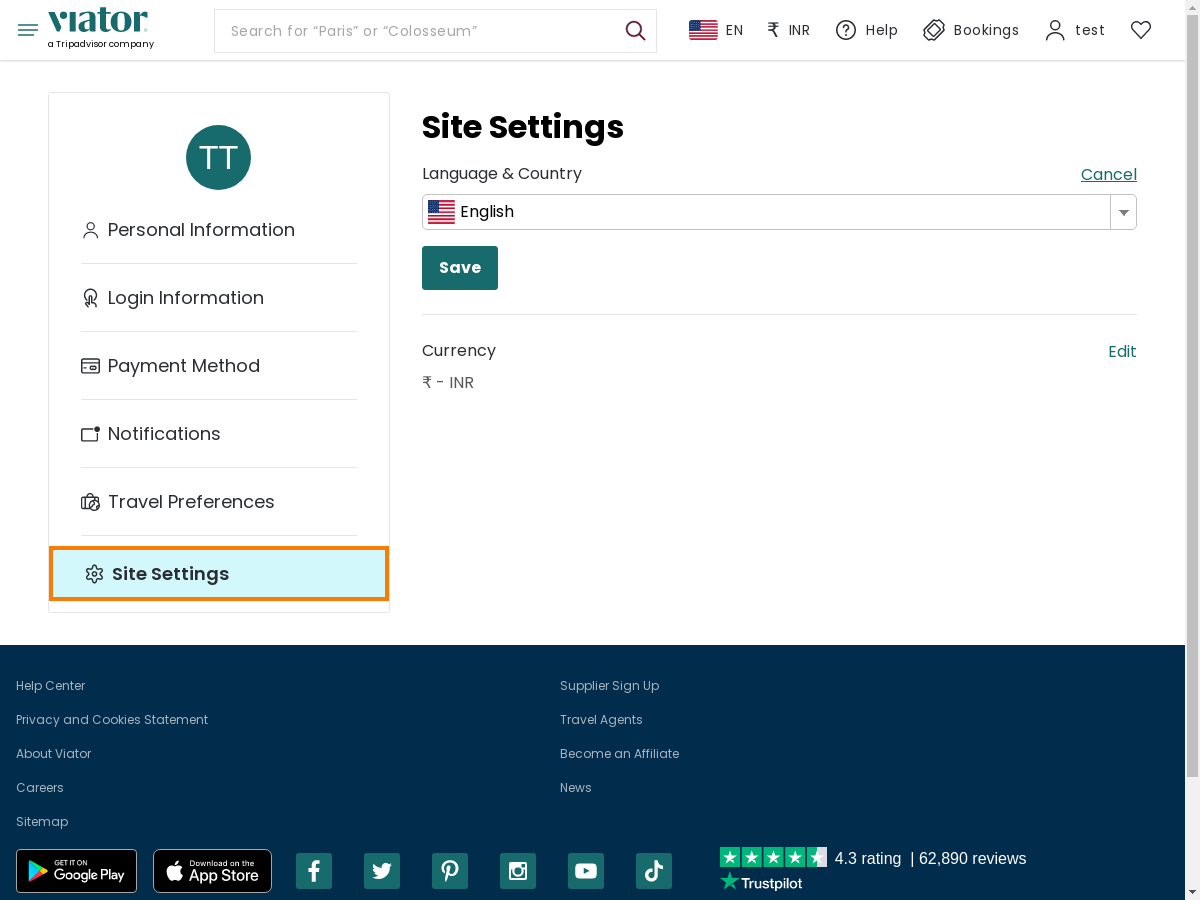 viator
a Tripadvisor company
Search for “Paris” or “Colosseum”
EN
₹ INR
Help
Bookings
test
TT
Personal Information
Login Information
Payment Method
Notifications
Travel Preferences
Site Settings
Site Settings
Language & Country
Cancel
English
Save
Currency
Edit
₹ - INR
Help Center
Privacy and Cookies Statement
About Viator
Careers
Sitemap
Supplier Sign Up
Travel Agents
Become an Affiliate
News
GET IT ON
Google Play
Download on the
App Store
4.3 rating | 62,890 reviews
Trustpilot